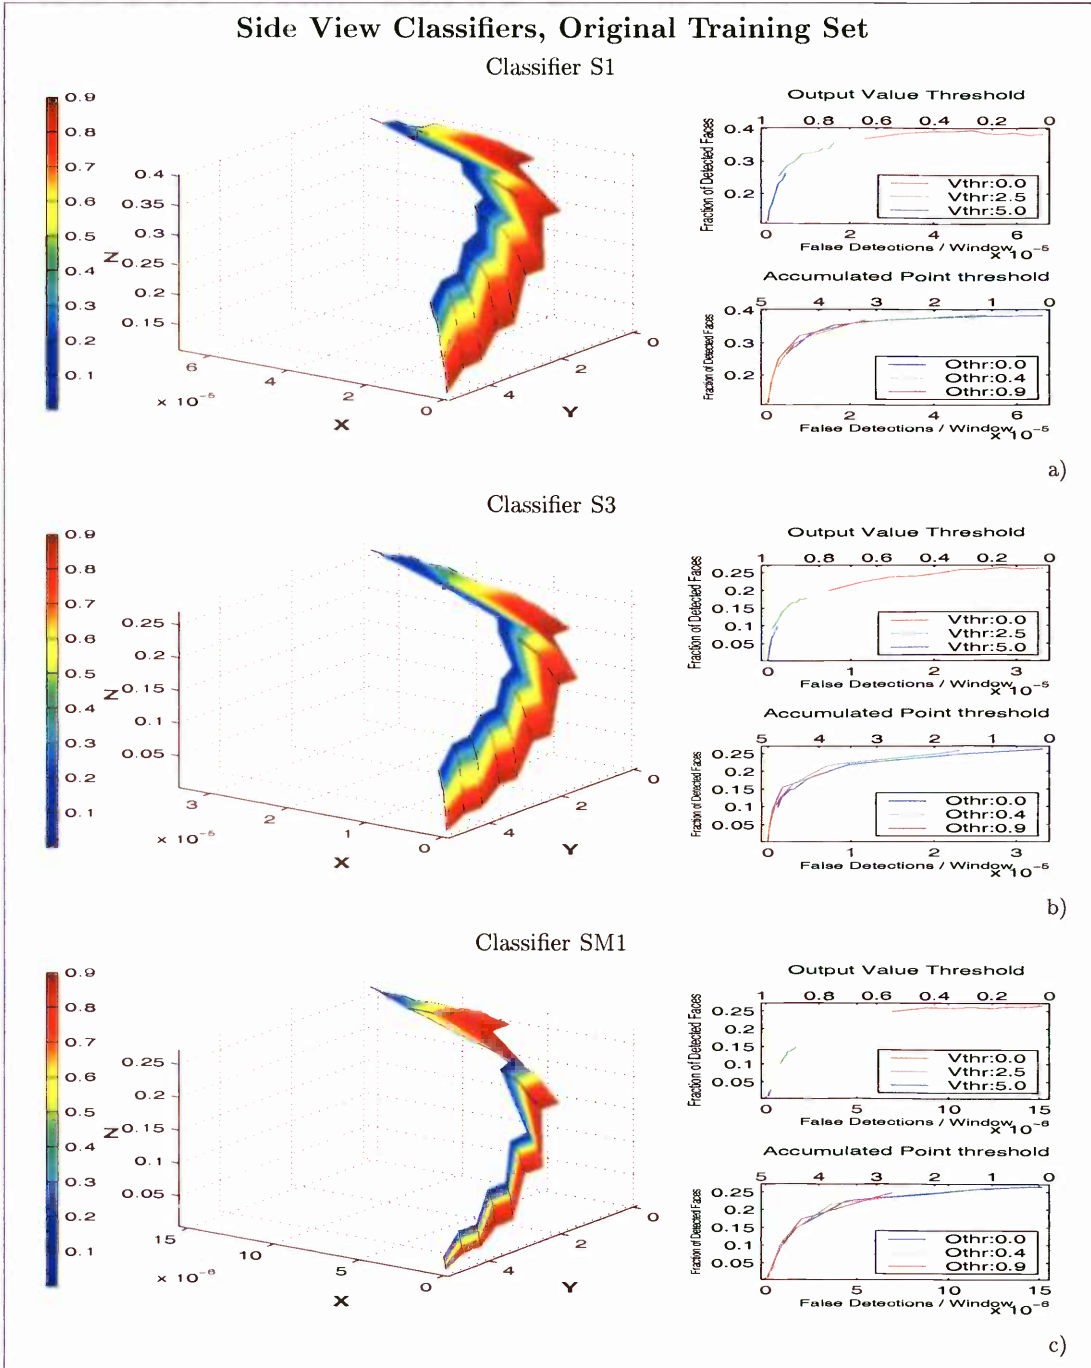 Side View Classifiers, Original Training Set
Classifier S1
0.9
0.8
0.7
0.6
0.5
0.4
0.3
0.2
0.1
0.4
0.35
0.3
0.25
0.2
0.15
N
6
4
2
0
× 10⁻⁵
X
4
2
0
Y
Output Value Threshold
1 0.8 0.6 0.4 0.2 0
Fraction of Detected Faces
0.4
0.3
0.2
Vthr:0.0
Vthr:2.5
Vthr:5.0
0 2 4 6
False Detections / Window
× 10⁻⁵
Accumulated Point threshold
5 4 3 2 1 0
Fraction of Detected Faces
0.4
0.3
0.2
Othr:0.0
Othr:0.4
Othr:0.9
0 2 4 6
False Detections / Window
× 10⁻⁵
a)
Classifier S3
0.9
0.8
0.7
0.6
0.5
0.4
0.3
0.2
0.1
0.25
0.2
0.15
0.1
0.05
N
3
2
1
0
× 10⁻⁵
X
4
2
0
Y
Output Value Threshold
1 0.8 0.6 0.4 0.2 0
Fraction of Detected Faces
0.25
0.2
0.15
0.1
0.05
Vthr:0.0
Vthr:2.5
Vthr:5.0
0 1 2 3
False Detections / Window
× 10⁻⁵
Accumulated Point threshold
5 4 3 2 1 0
Fraction of Detected Faces
0.25
0.2
0.15
0.1
0.05
Othr:0.0
Othr:0.4
Othr:0.9
0 1 2 3
False Detections / Window
× 10⁻⁵
b)
Classifier SM1
0.9
0.8
0.7
0.6
0.5
0.4
0.3
0.2
0.1
0.25
0.2
0.15
0.1
0.05
N
15
10
5
0
× 10⁻⁶
X
4
2
0
Y
Output Value Threshold
1 0.8 0.6 0.4 0.2 0
Fraction of Detected Faces
0.25
0.2
0.15
0.1
0.05
Vthr:0.0
Vthr:2.5
Vthr:5.0
0 5 10 15
False Detections / Window
× 10⁻⁶
Accumulated Point threshold
5 4 3 2 1 0
Fraction of Detected Faces
0.25
0.2
0.15
0.1
0.05
Othr:0.0
Othr:0.4
Othr:0.9
0 5 10 15
False Detections / Window
× 10⁻⁶
c)